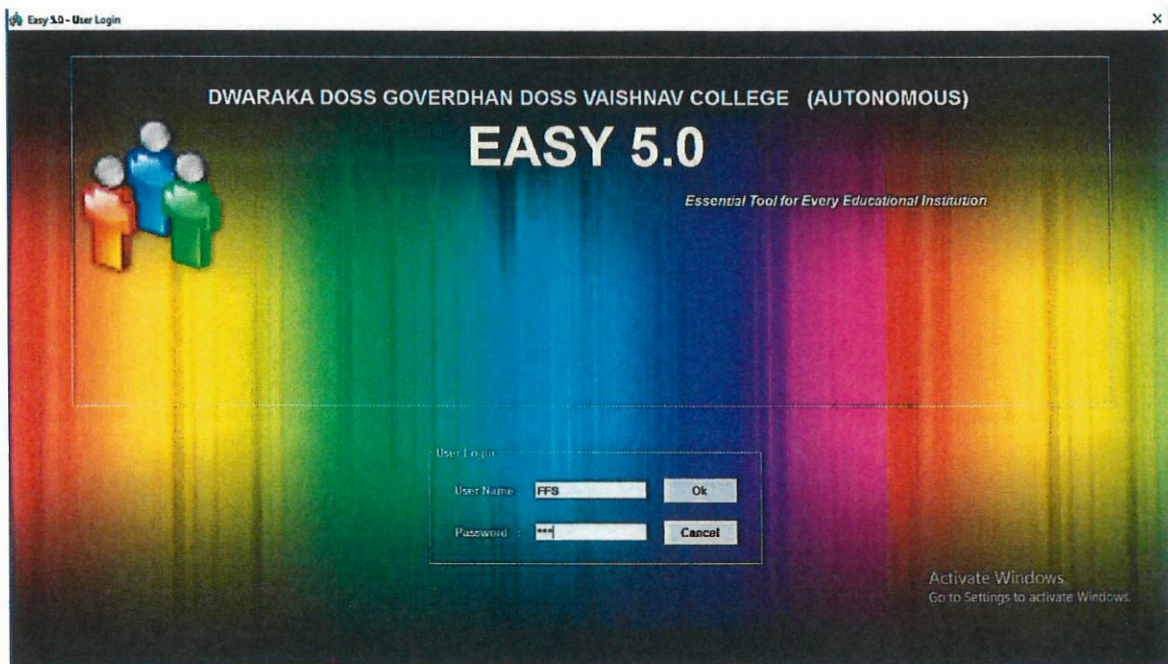 Easy 5.0 - User Login
DWARAKA DOSS GOVERDHAN DOSS VAISHNAV COLLEGE (AUTONOMOUS)
EASY 5.0
Essential Tool for Every Educational Institution
User Login
User Name : FFS Ok
Password : *** Cancel
Activate Windows
Go to Settings to activate Windows.